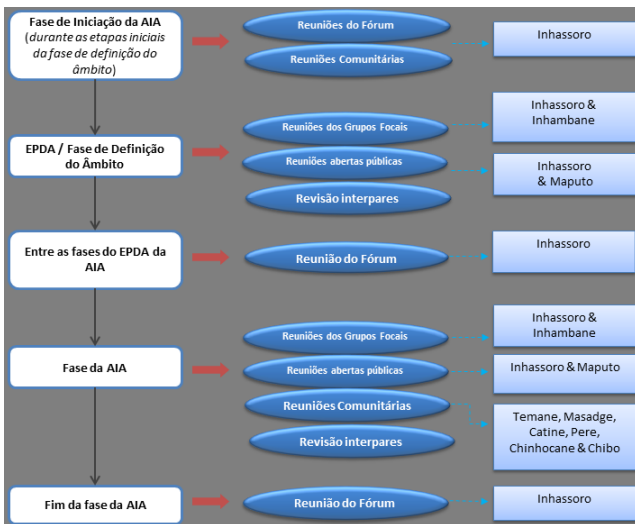 Fase de Iniciação da AIA
(durante as etapas iniciais
da fase de definição do
âmbito)
Reuniões do Fórum
Reuniões Comunitárias
Inhassoro
EPDA / Fase de Definição
do Âmbito
Reuniões dos Grupos Focais
Reuniões abertas públicas
Revisão interpares
Inhassoro &
Inhambane
Inhassoro
& Maputo
Entre as fases do EPDA da
AIA
Reunião do Fórum
Inhassoro
Fase da AIA
Reuniões dos Grupos Focais
Reuniões abertas públicas
Reuniões Comunitárias
Revisão interpares
Inhassoro &
Inhambane
Inhassoro & Maputo
Temane, Masadge,
Catine, Pere,
Chinhocane & Chibo
Fim da fase da AIA
Reunião do Fórum
Inhassoro